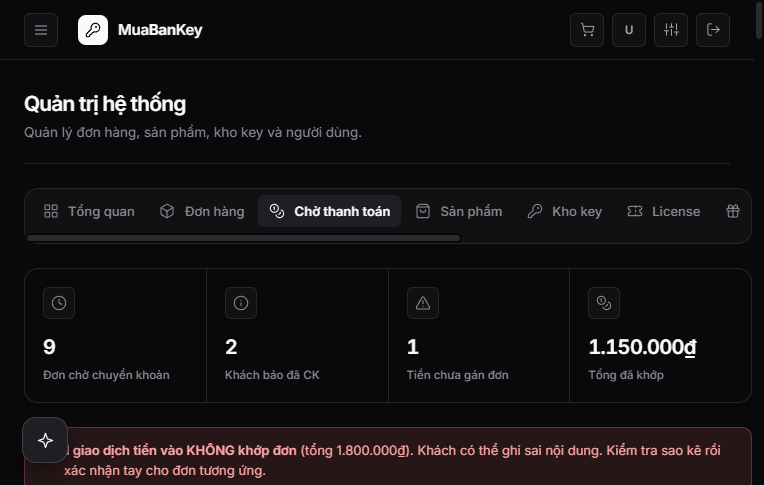 MuaBanKey
U
Quản trị hệ thống
Quản lý đơn hàng, sản phẩm, kho key và người dùng.
Tổng quan
Đơn hàng
Chờ thanh toán
Sản phẩm
Kho key
License
9
Đơn chờ chuyển khoản
2
Khách báo đã CK
1
Tiền chưa gán đơn
1.150.000₫
Tổng đã khớp
giao dịch tiền vào KHÔNG khớp đơn (tổng 1.800.000₫). Khách có thể ghi sai nội dung. Kiểm tra sao kê rồi
xác nhận tay cho đơn tương ứng.